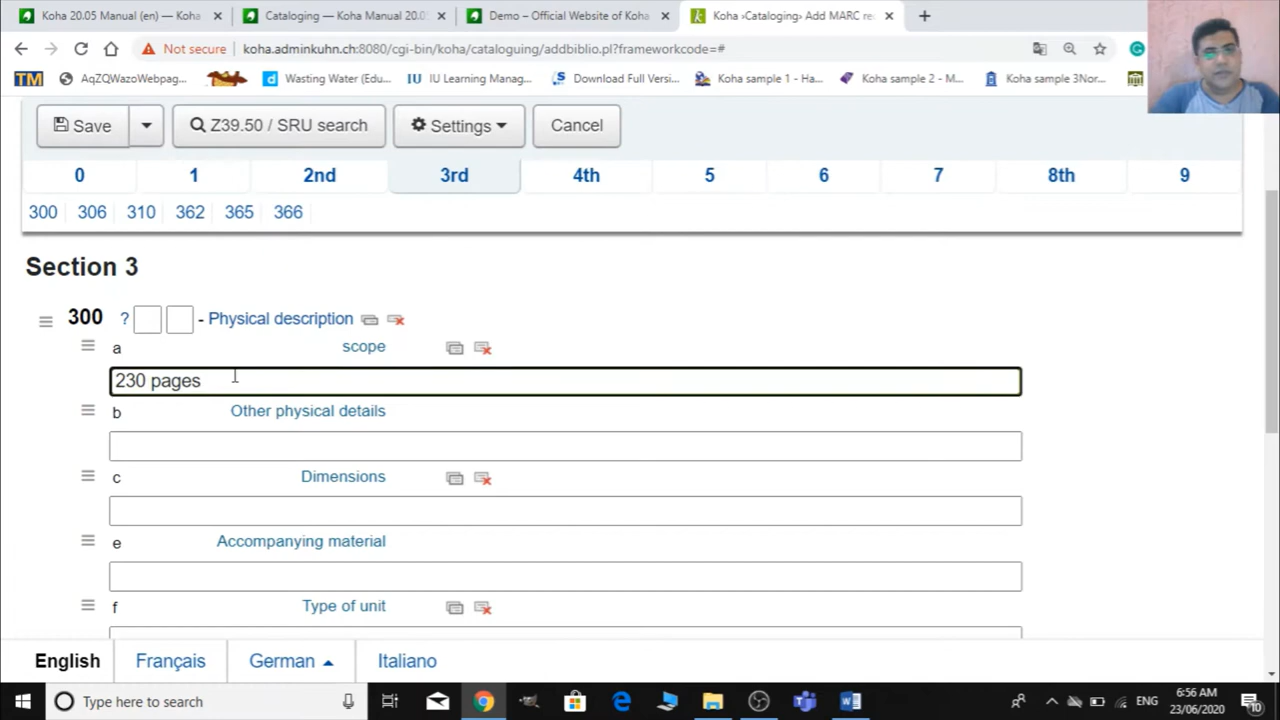 Koha 20.05 Manual (en) — Koha
Cataloging — Koha Manual 20.0
Demo – Official Website of Koha
Koha ›Cataloging› Add MARC re
Not secure
koha.adminkuhn.ch:8080/cgi-bin/koha/cataloguing/addbiblio.pl?frameworkcode=#
TM
AqZQWazoWebpag...
Wasting Water (Edu...
IU
IU Learning Manag...
Download Full Versi...
Koha sample 1 - Ha...
Koha sample 2 - M...
Koha sample 3Nor...
Save
Z39.50 / SRU search
Settings
Cancel
0
1
2nd
3rd
4th
5
6
7
8th
9
300
306
310
362
365
366
Section 3
300
?
- Physical description
a
scope
230 pages
b
Other physical details
c
Dimensions
e
Accompanying material
f
Type of unit
English
Français
German
Italiano
Type here to search
ENG
6:56 AM
23/06/2020
10